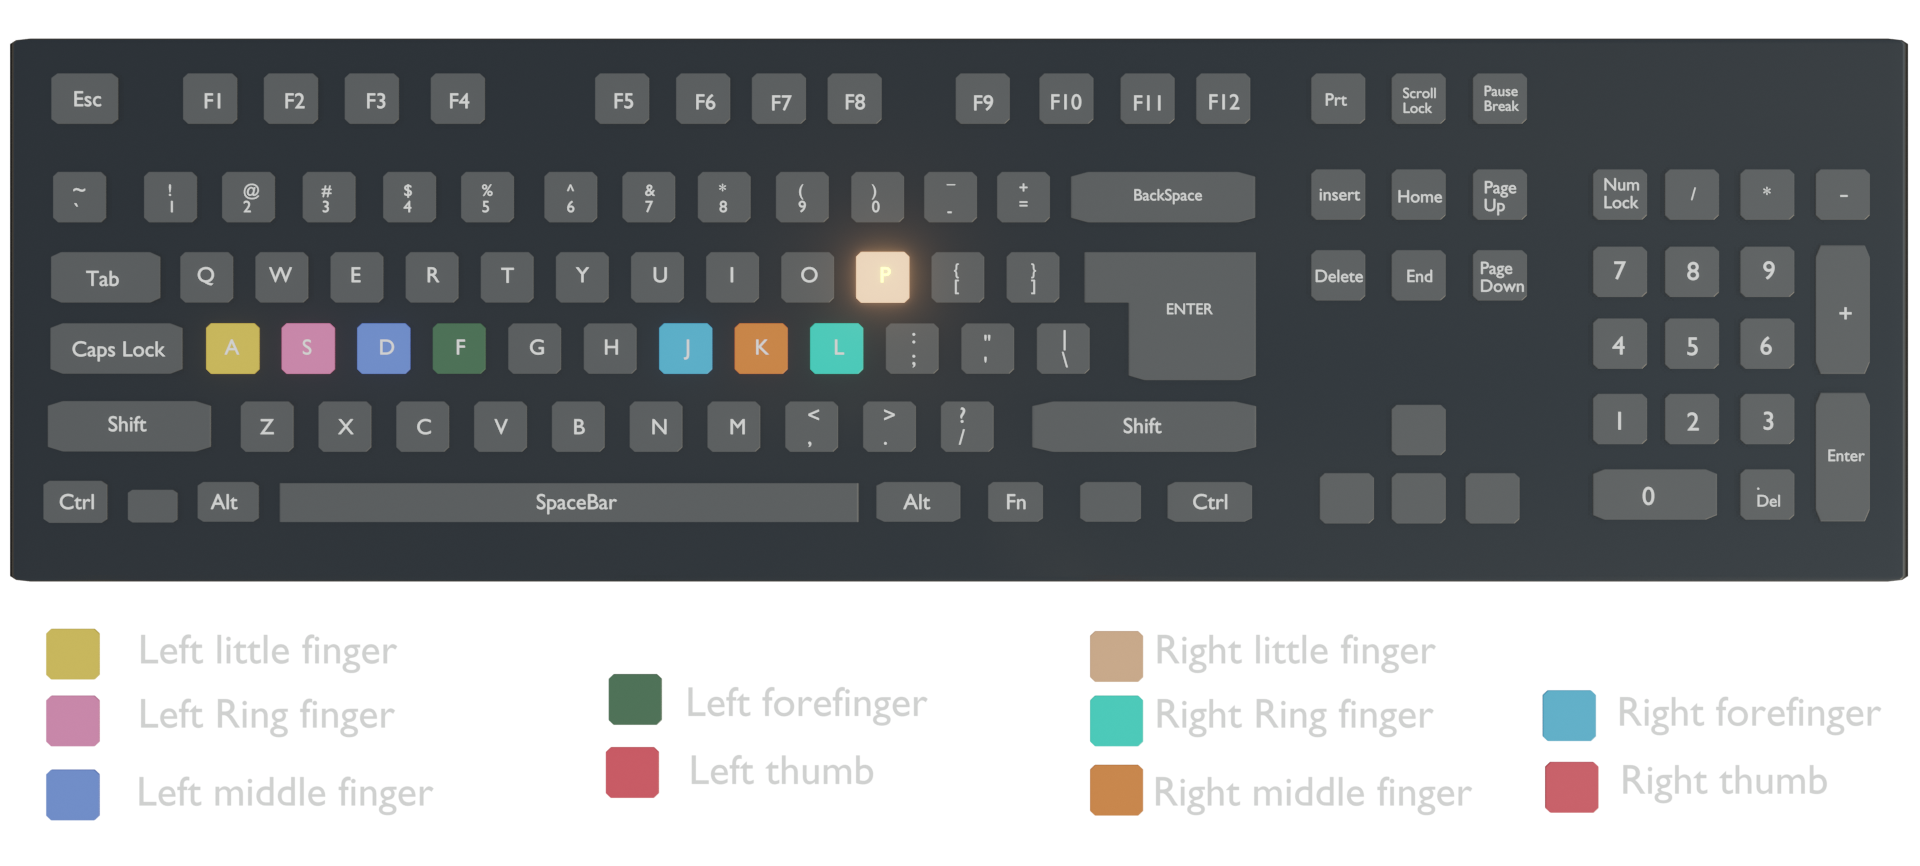 Esc F1 F2 F3 F4 F5 F6 F7 F8 F9 F10 F11 F12 Prt Scroll Lock Pause Break
~ ` ! 1 @ 2 # 3 $ 4 % 5 ^ 6 & 7 * 8 ( 9 ) 0 _ - + = BackSpace insert Home Page Up Num Lock / * -
Tab Q W E R T Y U I O P { [ } ] ENTER Delete End Page Down 7 8 9 +
Caps Lock A S D F G H J K L : ; " ' | \ 4 5 6
Shift Z X C V B N M < , > . ? / Shift 1 2 3 Enter
Ctrl Alt SpaceBar Alt Fn Ctrl 0 . Del
Left little finger
Left Ring finger
Left middle finger
Left forefinger
Left thumb
Right little finger
Right Ring finger
Right middle finger
Right forefinger
Right thumb